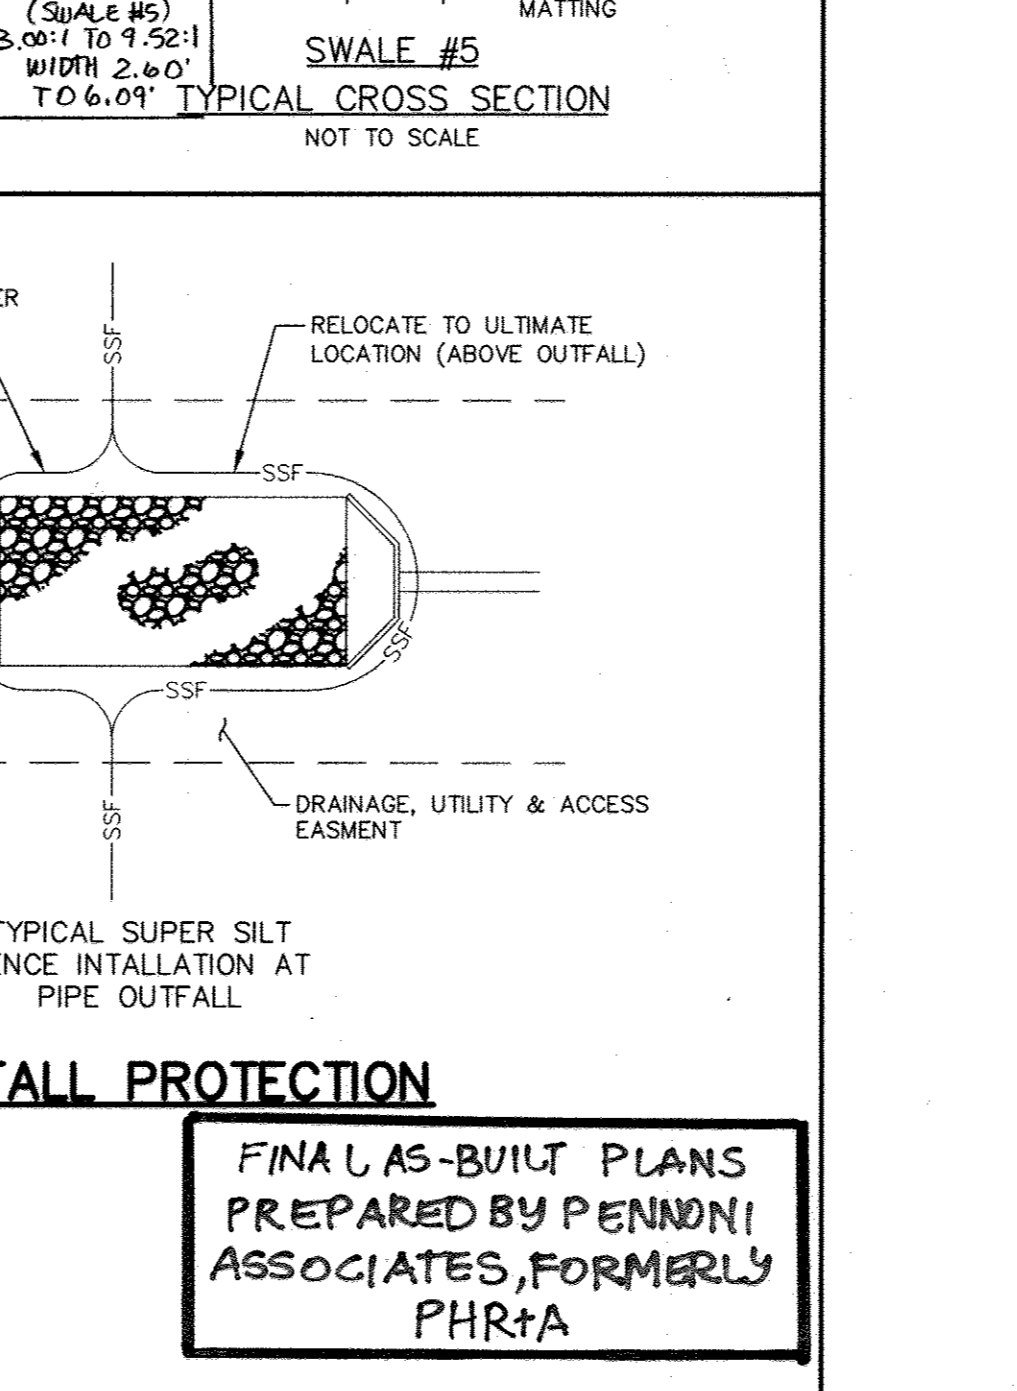 (SWALE #5)
3.00:1 TO 9.52:1
WIDTH 2.60'
TO 6.09'
MATTING
SWALE #5
TYPICAL CROSS SECTION
NOT TO SCALE
SSF
RELOCATE TO ULTIMATE
LOCATION (ABOVE OUTFALL)
SSF
SSF
SSF
DRAINAGE, UTILITY & ACCESS
EASMENT
SSF
TYPICAL SUPER SILT
ENCE INTALLATION AT
PIPE OUTFALL
TALL PROTECTION
FINAL AS-BUILT PLANS
PREPARED BY PENNONI
ASSOCIATES, FORMERLY
PHR+A